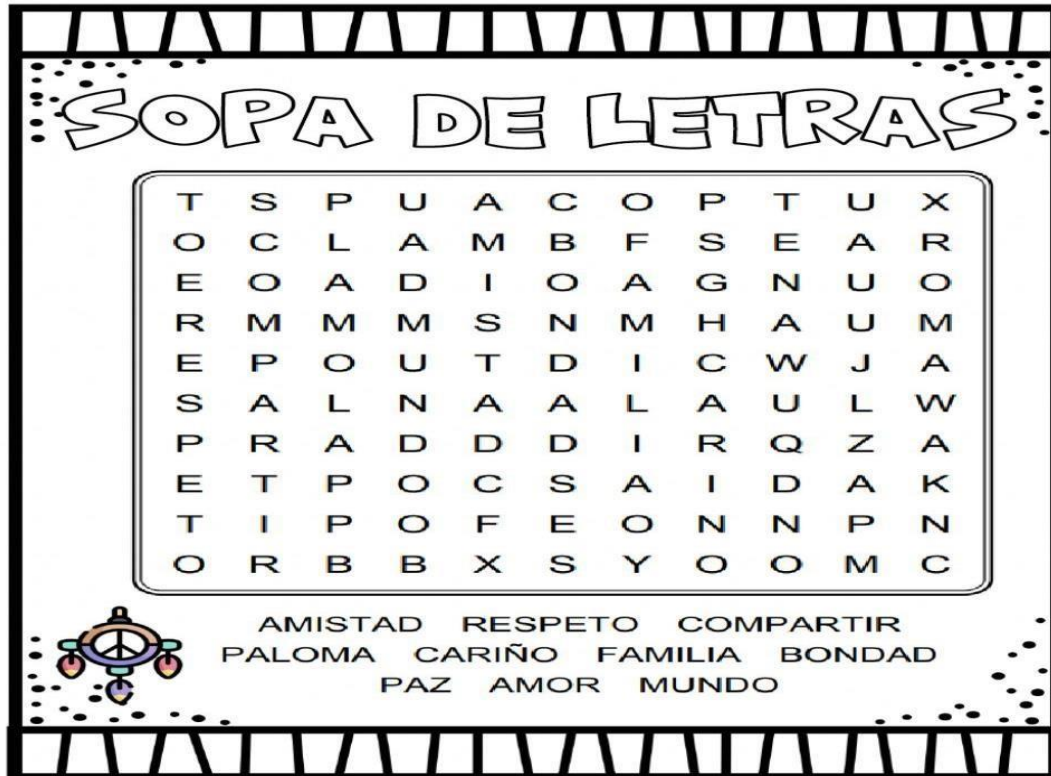 SOPA DE LETRAS
T S P U A C O P T U X
O C L A M B F S E A R
E O A D I O A G N U O
R M M M S N M H A U M
E P O U T D I C W J A
S A L N A A L A U L W
P R A D D D I R Q Z A
E T P O C S A I D A K
T I P O F E O N N P N
O R B B X S Y O O M C
AMISTAD RESPETO COMPARTIR
PALOMA CARIÑO FAMILIA BONDAD
PAZ AMOR MUNDO